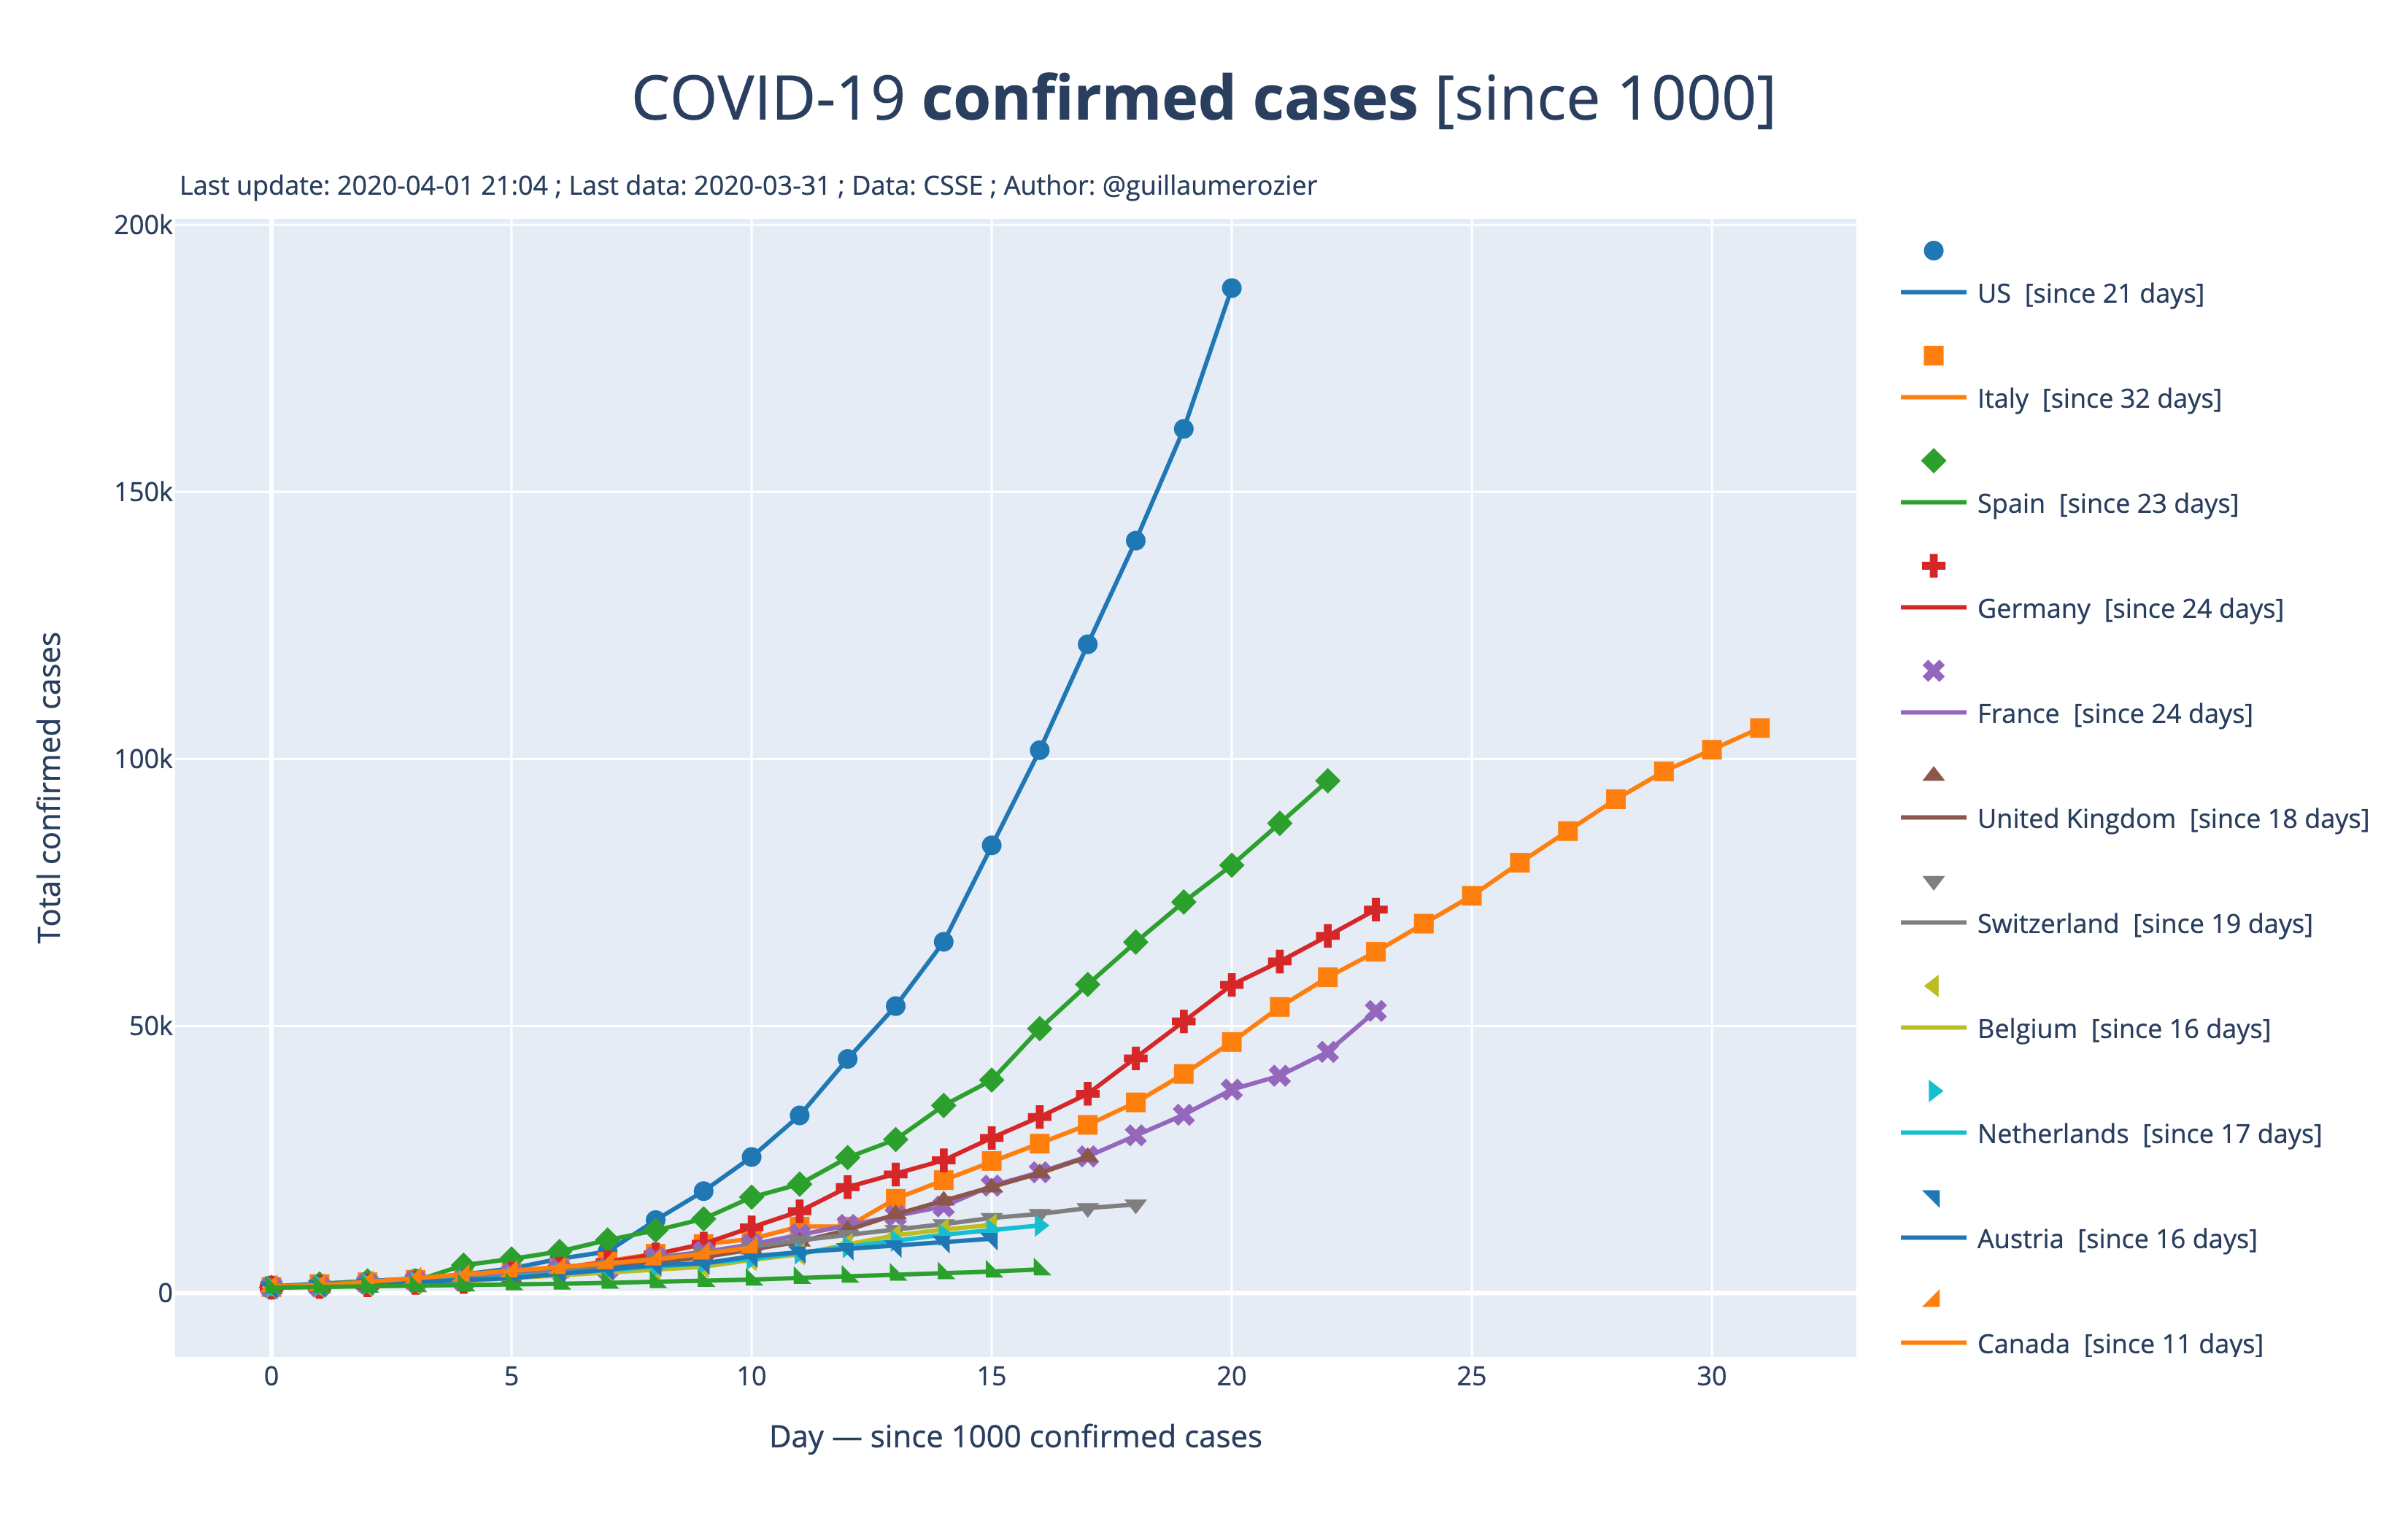 COVID-19 confirmed cases [since 1000]
Last update: 2020-04-01 21:04 ; Last data: 2020-03-31 ; Data: CSSE ; Author: @guillaumerozier
200k
150k
100k
50k
0
Total confirmed cases
0 5 10 15 20 25 30
Day — since 1000 confirmed cases
US [since 21 days]
Italy [since 32 days]
Spain [since 23 days]
Germany [since 24 days]
France [since 24 days]
United Kingdom [since 18 days]
Switzerland [since 19 days]
Belgium [since 16 days]
Netherlands [since 17 days]
Austria [since 16 days]
Canada [since 11 days]